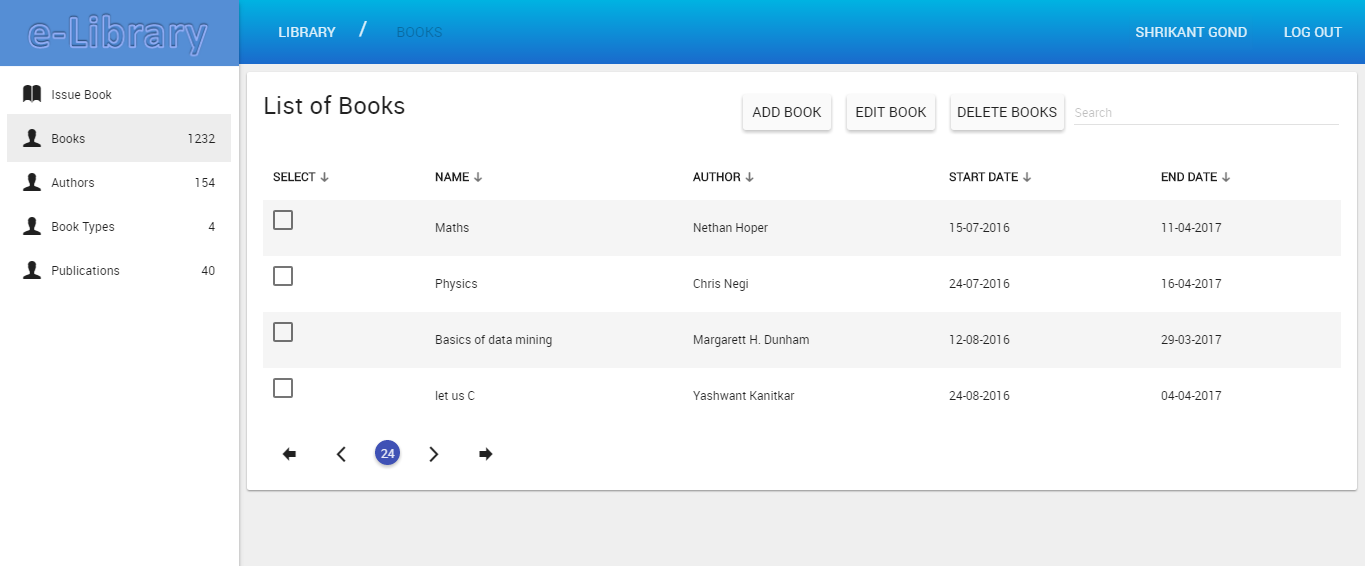 e-Library
LIBRARY / BOOKS SHRIKANT GOND LOG OUT
Issue Book
Books 1232
Authors 154
Book Types 4
Publications 40
List of Books ADD BOOK EDIT BOOK DELETE BOOKS Search
SELECT NAME AUTHOR START DATE END DATE
Maths Nethan Hoper 15-07-2016 11-04-2017
Physics Chris Negi 24-07-2016 16-04-2017
Basics of data mining Margarett H. Dunham 12-08-2016 29-03-2017
let us C Yashwant Kanitkar 24-08-2016 04-04-2017
24